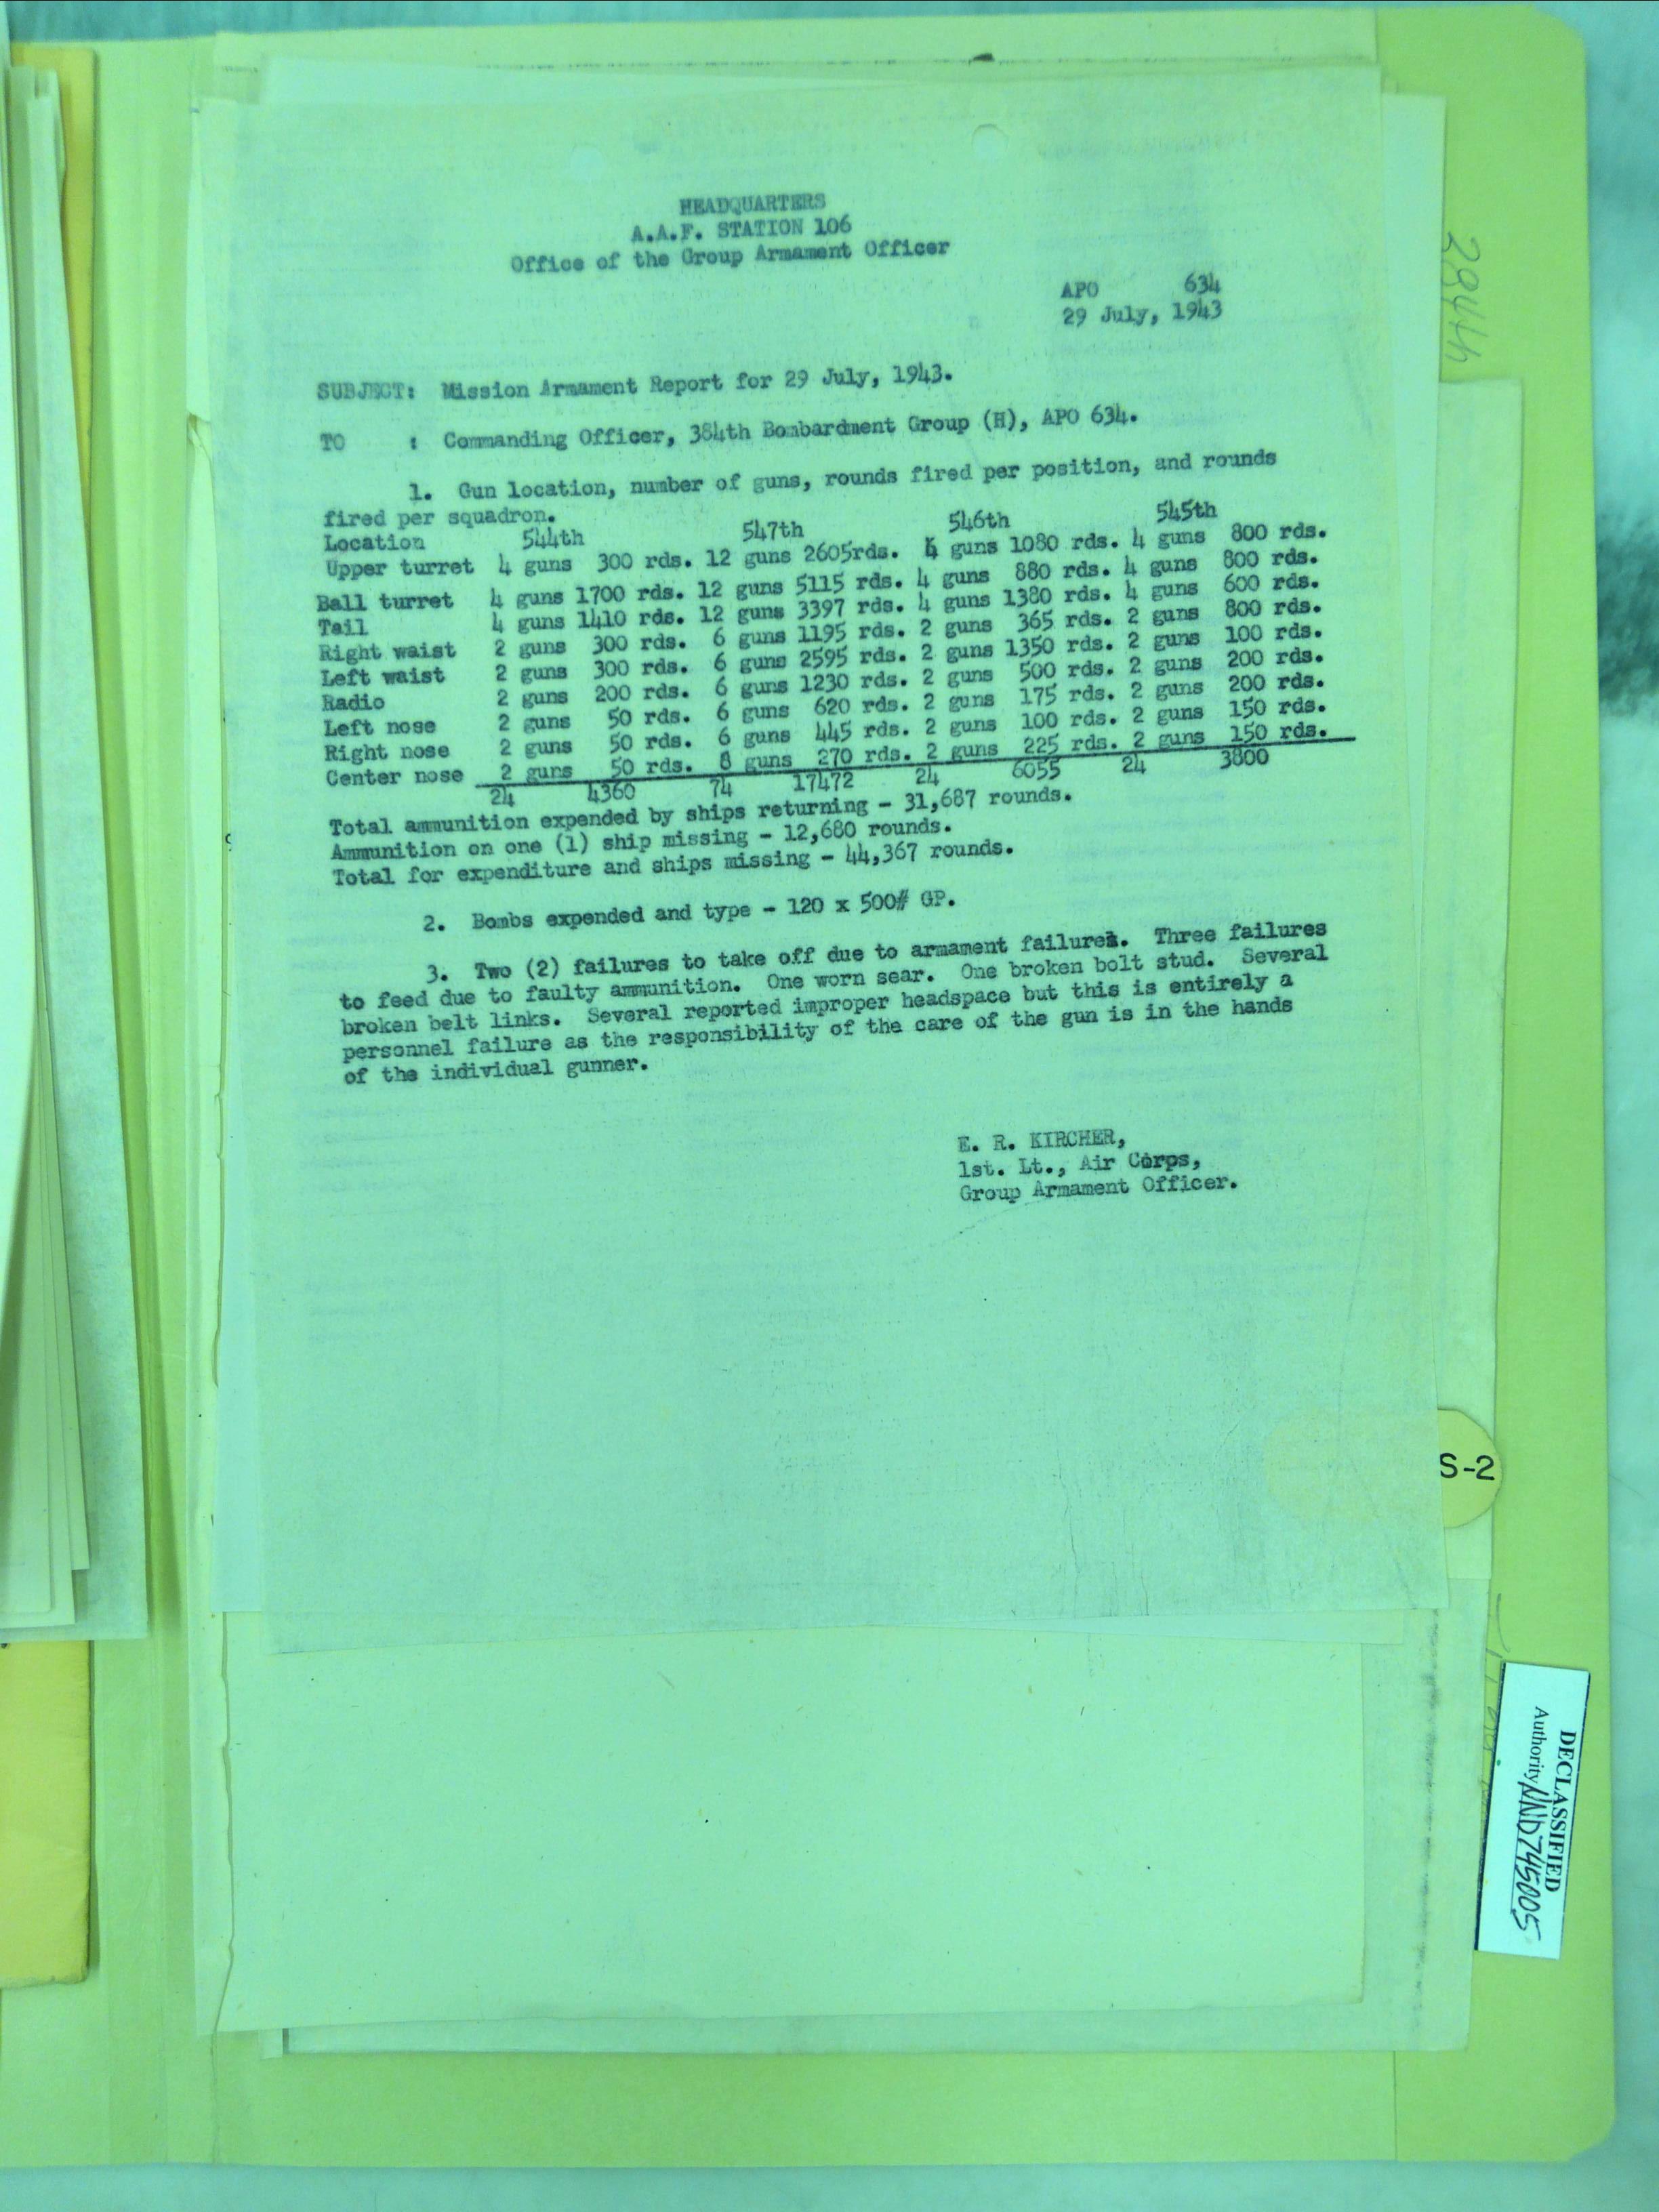 HEADQUARTERS
A.A.F. STATION 106
Office of the Group Armament Officer
APO 634
29 July, 1943
SUBJECT: Mission Armament Report for 29 July, 1943.
TO : Commanding Officer, 384th Bombardment Group (H), APO 634.
1. Gun location, number of guns, rounds fired per position, and rounds
fired per squadron.
Location 544th 547th 546th 545th
Upper turret 4 guns 300 rds. 12 guns 2605rds. 4 guns 1080 rds. 4 guns 800 rds.
Ball turret 4 guns 1700 rds. 12 guns 5115 rds. 4 guns 880 rds. 4 guns 800 rds.
Tail 4 guns 1410 rds. 12 guns 3397 rds. 4 guns 1380 rds. 4 guns 600 rds.
Right waist 2 guns 300 rds. 6 guns 1195 rds. 2 guns 365 rds. 2 guns 800 rds.
Left waist 2 guns 300 rds. 6 guns 2595 rds. 2 guns 1350 rds. 2 guns 100 rds.
Radio 2 guns 200 rds. 6 guns 1230 rds. 2 guns 500 rds. 2 guns 200 rds.
Left nose 2 guns 50 rds. 6 guns 620 rds. 2 guns 175 rds. 2 guns 200 rds.
Right nose 2 guns 50 rds. 6 guns 445 rds. 2 guns 100 rds. 2 guns 150 rds.
Center nose 2 guns 50 rds. 8 guns 270 rds. 2 guns 225 rds. 2 guns 150 rds.
24 4360 74 17472 24 6055 24 3800
Total ammunition expended by ships returning - 31,687 rounds.
Ammunition on one (1) ship missing - 12,680 rounds.
Total for expenditure and ships missing - 44,367 rounds.
2. Bombs expended and type - 120 x 500# GP.
3. Two (2) failures to take off due to armament failures. Three failures
to feed due to faulty ammunition. One worn sear. One broken bolt stud. Several
broken belt links. Several reported improper headspace but this is entirely a
personnel failure as the responsibility of the care of the gun is in the hands
of the individual gunner.
E. R. KIRCHER,
1st. Lt., Air Corps,
Group Armament Officer.
S-2
DECLASSIFIED
Authority NND745005